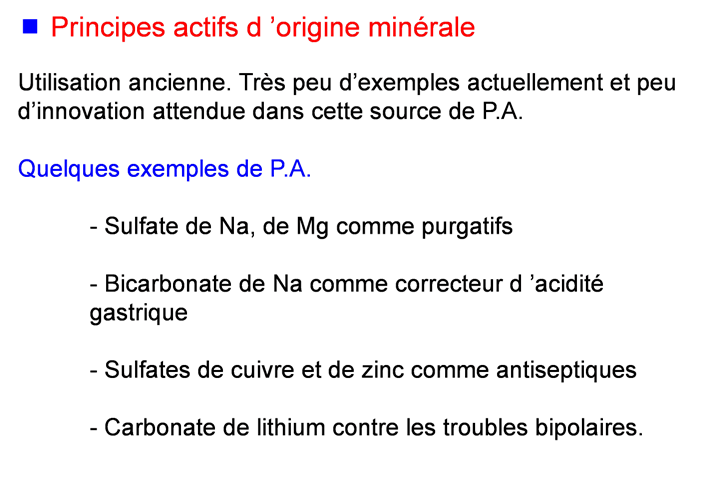 Principes actifs d ’origine minérale
Utilisation ancienne. Très peu d’exemples actuellement et peu
d’innovation attendue dans cette source de P.A.
Quelques exemples de P.A.
- Sulfate de Na, de Mg comme purgatifs
- Bicarbonate de Na comme correcteur d ’acidité
gastrique
- Sulfates de cuivre et de zinc comme antiseptiques
- Carbonate de lithium contre les troubles bipolaires.